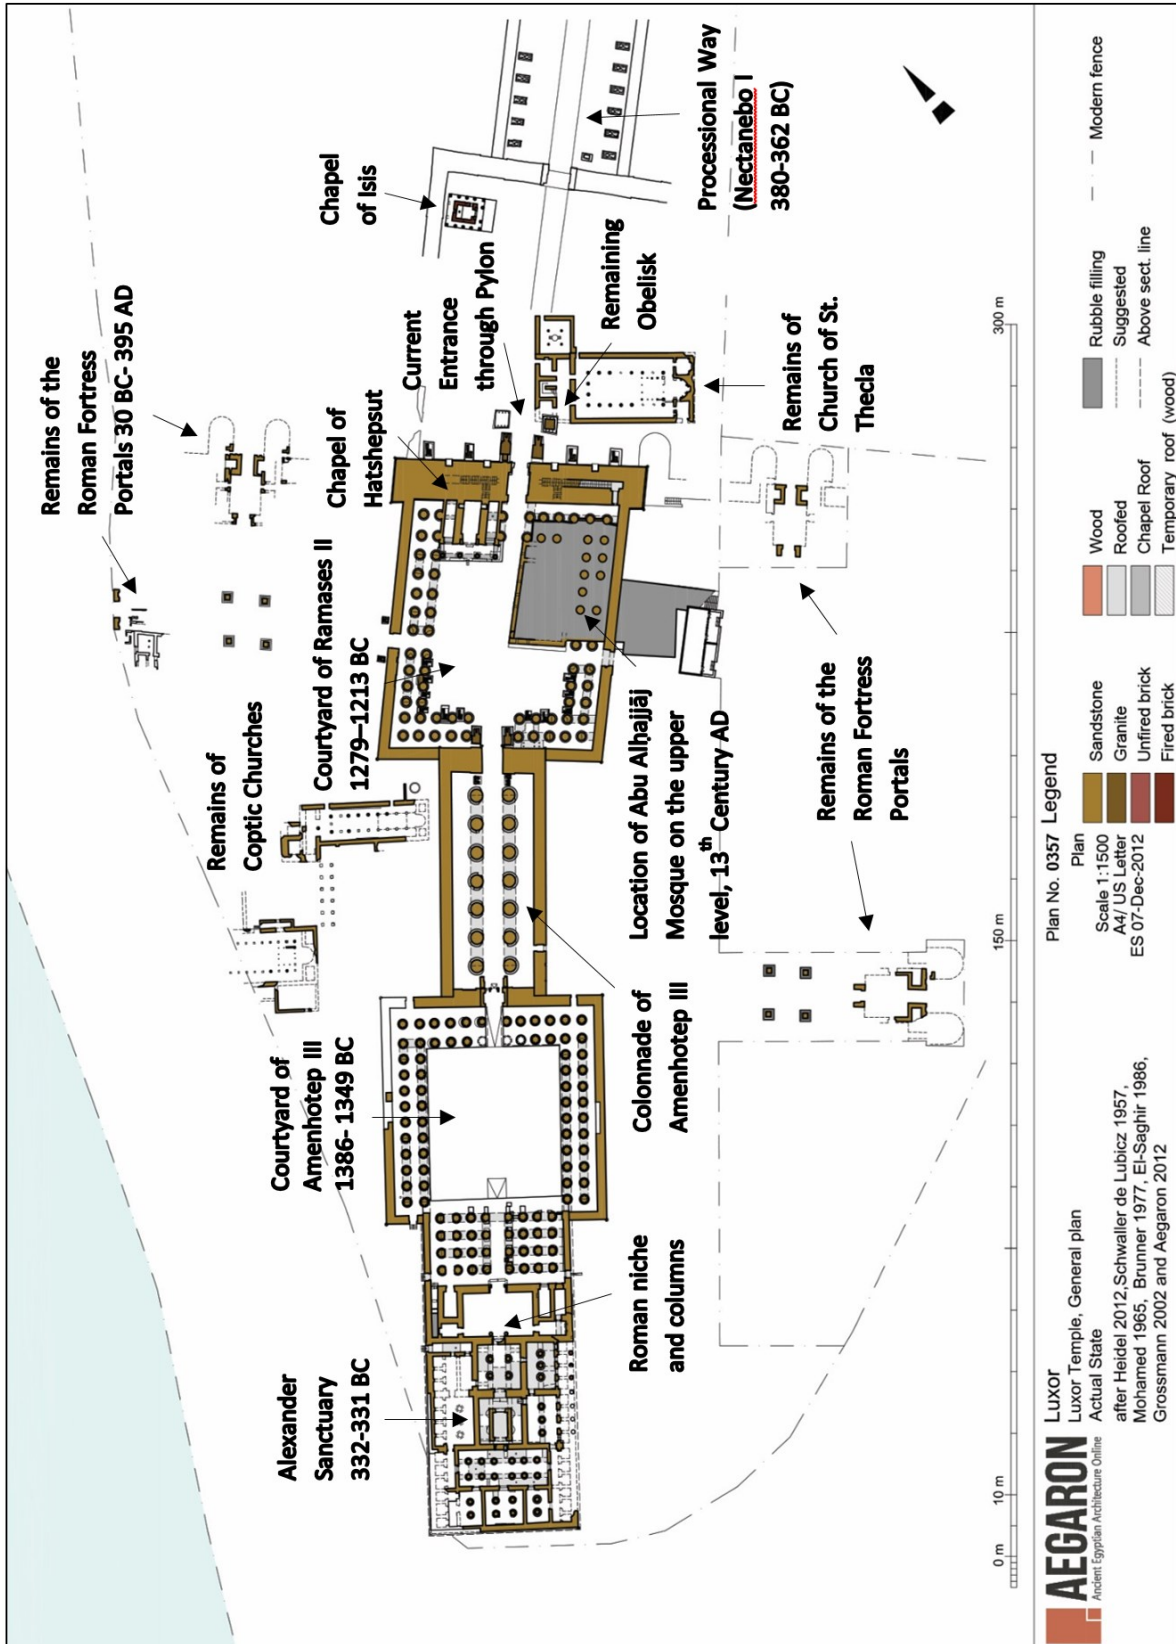 Remains of the
Roman Fortress
Portals 30 BC- 395 AD
Chapel
of Isis
Processional Way
(Nectanebo I
380-362 BC)
Chapel of
Hatshepsut
Current
Entrance
through Pylon
Remaining
Obelisk
Remains of
Church of St.
Thecla
Remains of
Coptic Churches
Courtyard of Ramases II
1279–1213 BC
Location of Abu Alḥajjāj
Mosque on the upper
level, 13th Century AD
Remains of the
Roman Fortress
Portals
Courtyard of
Amenhotep III
1386- 1349 BC
Colonnade of
Amenhotep III
Alexander
Sanctuary
332-331 BC
Roman niche
and columns
0 m
10 m
150 m
300 m
AEGARON
Ancient Egyptian Architecture Online
Luxor
Luxor Temple, General plan
Actual State
after Heidel 2012,Schwaller de Lubicz 1957,
Mohamed 1965, Brunner 1977, El-Saghir 1986,
Grossmann 2002 and Aegaron 2012
Plan No. 0357
Plan
Scale 1:1500
A4/ US Letter
ES 07-Dec-2012
Legend
Sandstone
Granite
Unfired brick
Fired brick
Wood
Roofed
Chapel Roof
Temporary roof (wood)
Rubble filling
Suggested
Above sect. line
Modern fence